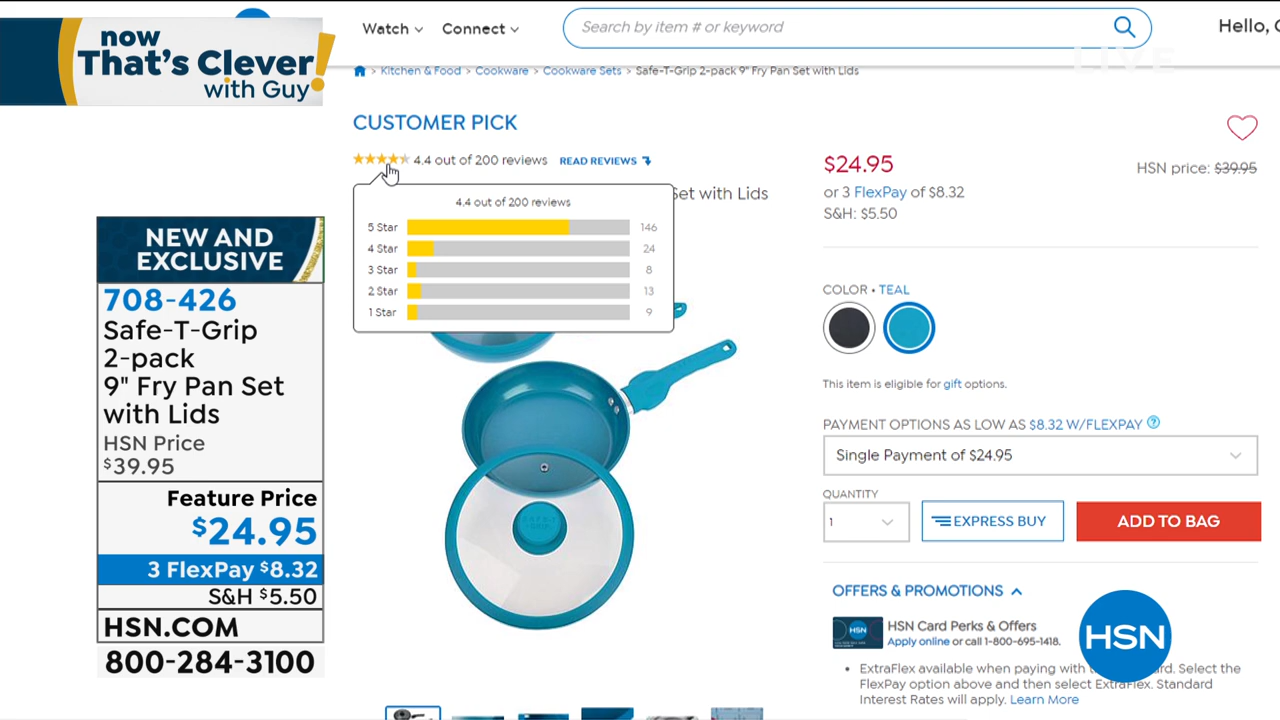 now
That's Clever!
with Guy
Watch
Connect
Search by item # or keyword
Hello,
LIVE
> Kitchen & Food > Cookware > Cookware Sets > Safe-T-Grip 2-pack 9" Fry Pan Set with Lids
CUSTOMER PICK
4.4 out of 200 reviews READ REVIEWS
Set with Lids
4.4 out of 200 reviews
5 Star 146
4 Star 24
3 Star 8
2 Star 13
1 Star 9
$24.95
HSN price: $39.95
or 3 FlexPay of $8.32
S&H: $5.50
COLOR • TEAL
This item is eligible for gift options.
PAYMENT OPTIONS AS LOW AS $8.32 W/FLEXPAY ?
Single Payment of $24.95
QUANTITY
1
EXPRESS BUY
ADD TO BAG
OFFERS & PROMOTIONS
HSN
HSN Card Perks & Offers
Apply online or call 1-800-695-1418.
HSN
• ExtraFlex available when paying with Select the
FlexPay option above and then select ExtraFlex. Standard
Interest Rates will apply. Learn More
NEW AND
EXCLUSIVE
708-426
Safe-T-Grip
2-pack
9" Fry Pan Set
with Lids
HSN Price
$39.95
Feature Price
$24.95
3 FlexPay $8.32
S&H $5.50
HSN.COM
800-284-3100